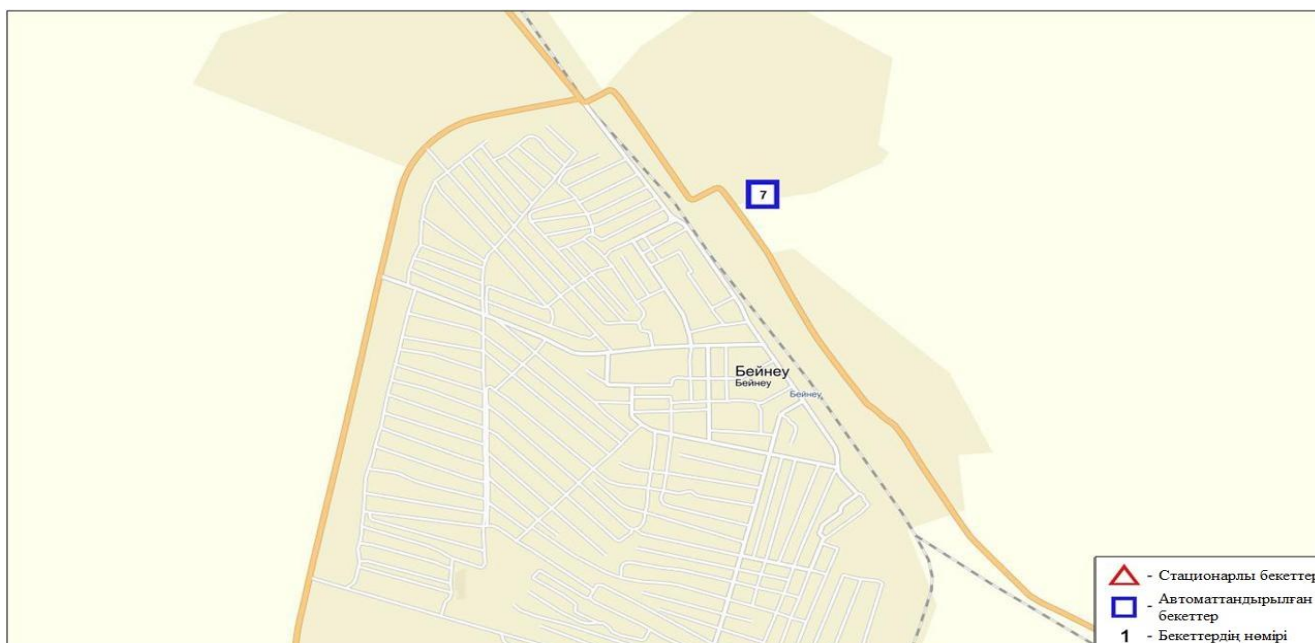 7
Бейнеу
Бейнеу
Бейнеу
- Стационарлы бекеттер
- Автоматтандырылған
бекеттер
1 - Бекеттердің нөмірі